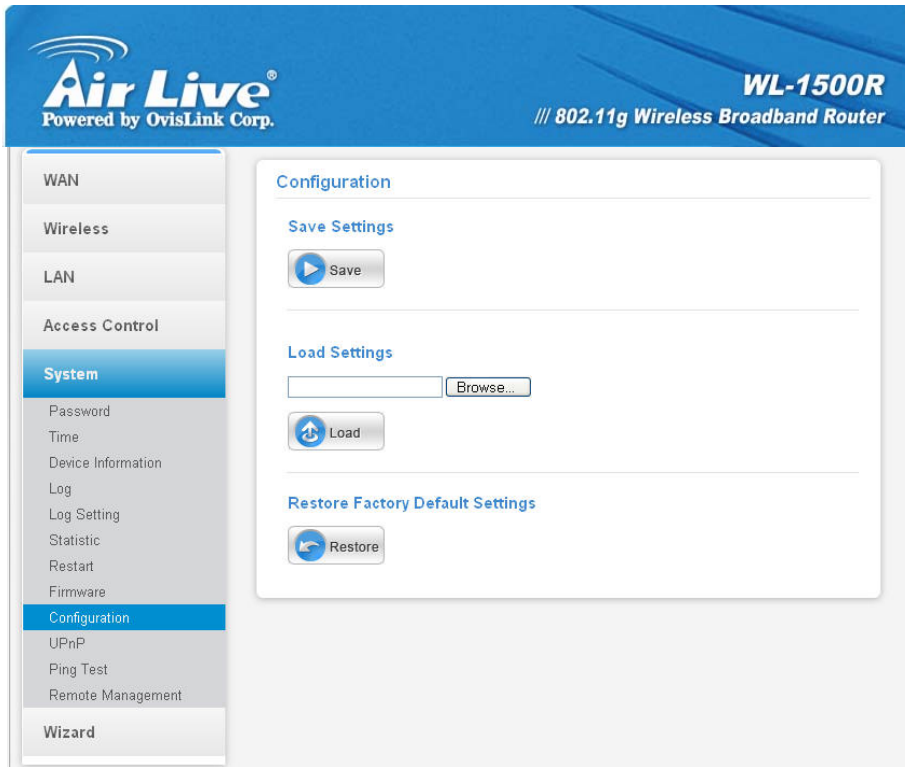 Air Live®
Powered by OvisLink Corp.
WL-1500R
/// 802.11g Wireless Broadband Router
WAN
Wireless
LAN
Access Control
System
Password
Time
Device Information
Log
Log Setting
Statistic
Restart
Firmware
Configuration
UPnP
Ping Test
Remote Management
Wizard
Configuration
Save Settings
Save
Load Settings
Browse...
Load
Restore Factory Default Settings
Restore